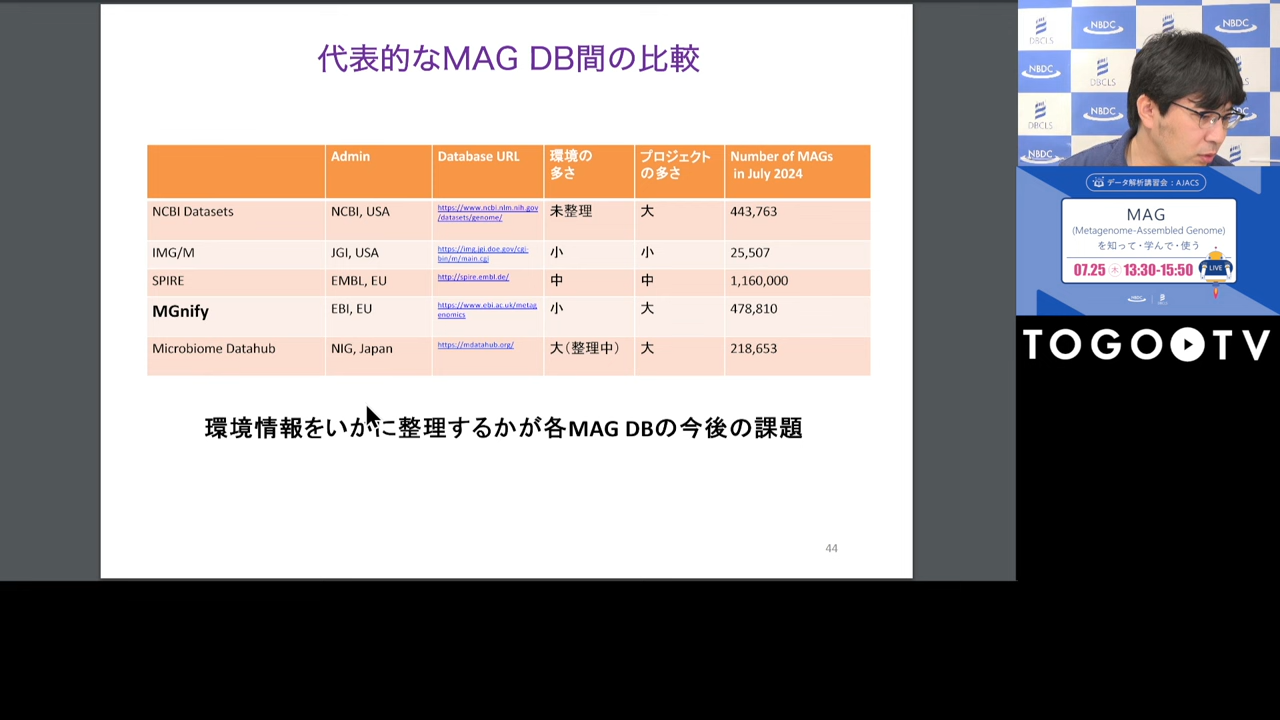 代表的なMAG DB間の比較
Admin
Database URL
環境の
多さ
プロジェクト
の多さ
Number of MAGs
in July 2024
NCBI Datasets
NCBI, USA
https://www.ncbi.nlm.nih.gov
/datasets/genome/
未整理
大
443,763
IMG/M
JGI, USA
https://img.jgi.doe.gov/cgi-
bin/m/main.cgi
小
小
25,507
SPIRE
EMBL, EU
http://spire.embl.de/
中
中
1,160,000
MGnify
EBI, EU
https://www.ebi.ac.uk/metag
enomics
小
大
478,810
Microbiome Datahub
NIG, Japan
https://mdatahub.org/
大（整理中）
大
218,653
環境情報をいかに整理するかが各MAG DBの今後の課題
44
NBDC
NBDC
DBCLS
NBDC
DBCLS
NBDC
DBCLS
NBDC
データ解析講習会：AJACS
MAG
(Metagenome-Assembled Genome)
を知って・学んで・使う
07.25 木 13:30-15:50
LIVE
TOGO TV